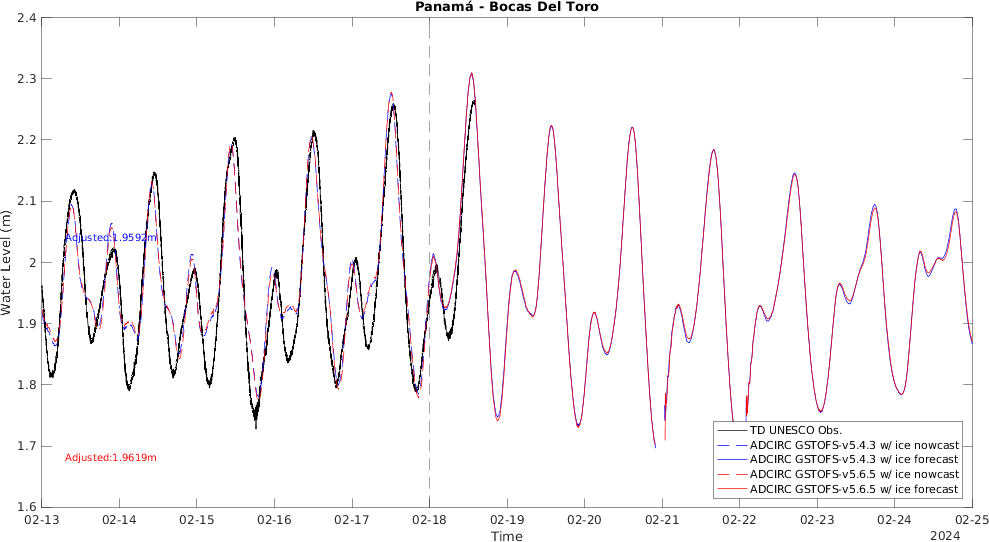 Panamá - Bocas Del Toro
2.4
2.3
2.2
2.1
2
1.9
1.8
1.7
1.6
Water Level (m)
Adjusted:1.9592m
Adjusted:1.9619m
TD UNESCO Obs.
ADCIRC GSTOFS-v5.4.3 w/ ice nowcast
ADCIRC GSTOFS-v5.4.3 w/ ice forecast
ADCIRC GSTOFS-v5.6.5 w/ ice nowcast
ADCIRC GSTOFS-v5.6.5 w/ ice forecast
02-13 02-14 02-15 02-16 02-17 02-18 02-19 02-20 02-21 02-22 02-23 02-24 02-25
Time
2024